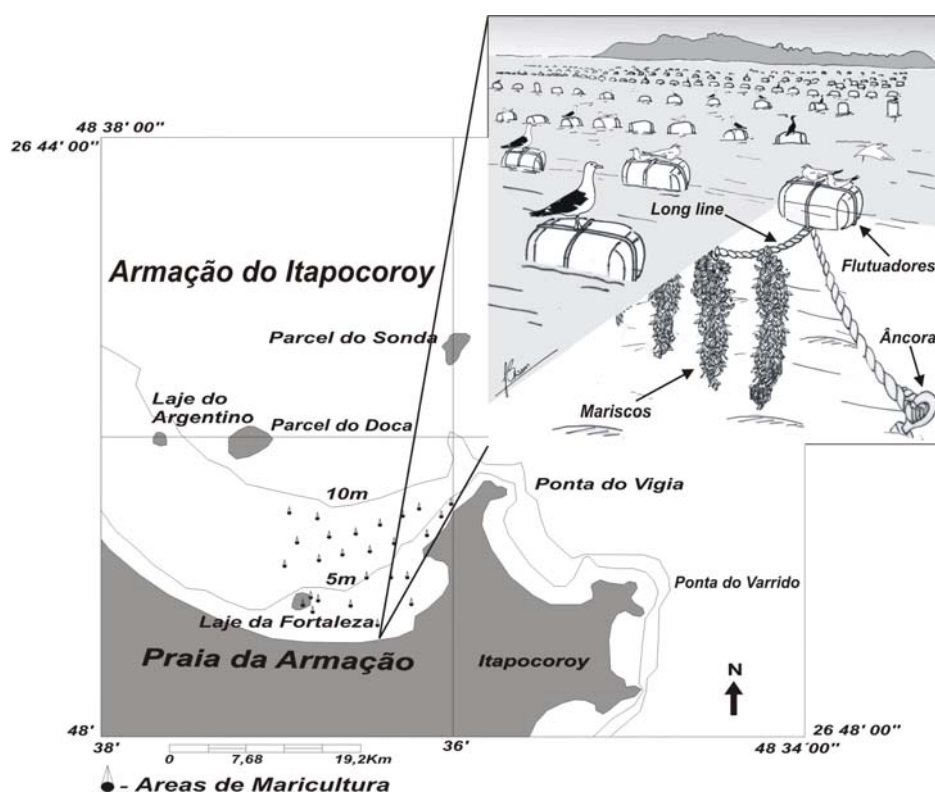 48 38' 00"
26 44' 00"
Armação do Itapocoroy
Long line
Flutuadores
Âncora
Mariscos
Parcel do Sonda
Laje do
Argentino
Parcel do Doca
10m
Ponta do Vigia
5m
Ponta do Varrido
Laje da Fortaleza
Praia da Armação
Itapocoroy
N
48'
26 48' 00"
38'
36'
48 34' 00"
0
7,68
19,2Km
- Areas de Maricultura